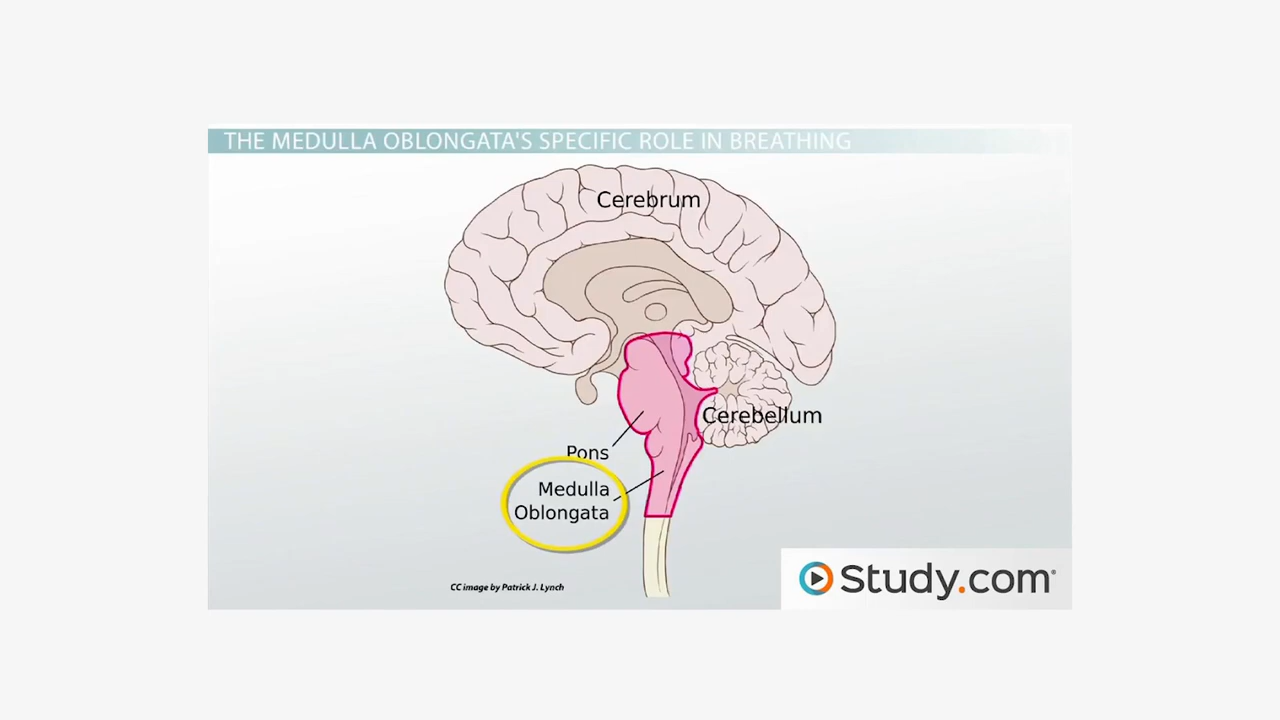 THE MEDULLA OBLONGATA'S SPECIFIC ROLE IN BREATHING
Cerebrum
Cerebellum
Pons
Medulla
Oblongata
CC image by Patrick J. Lynch
Study.com®